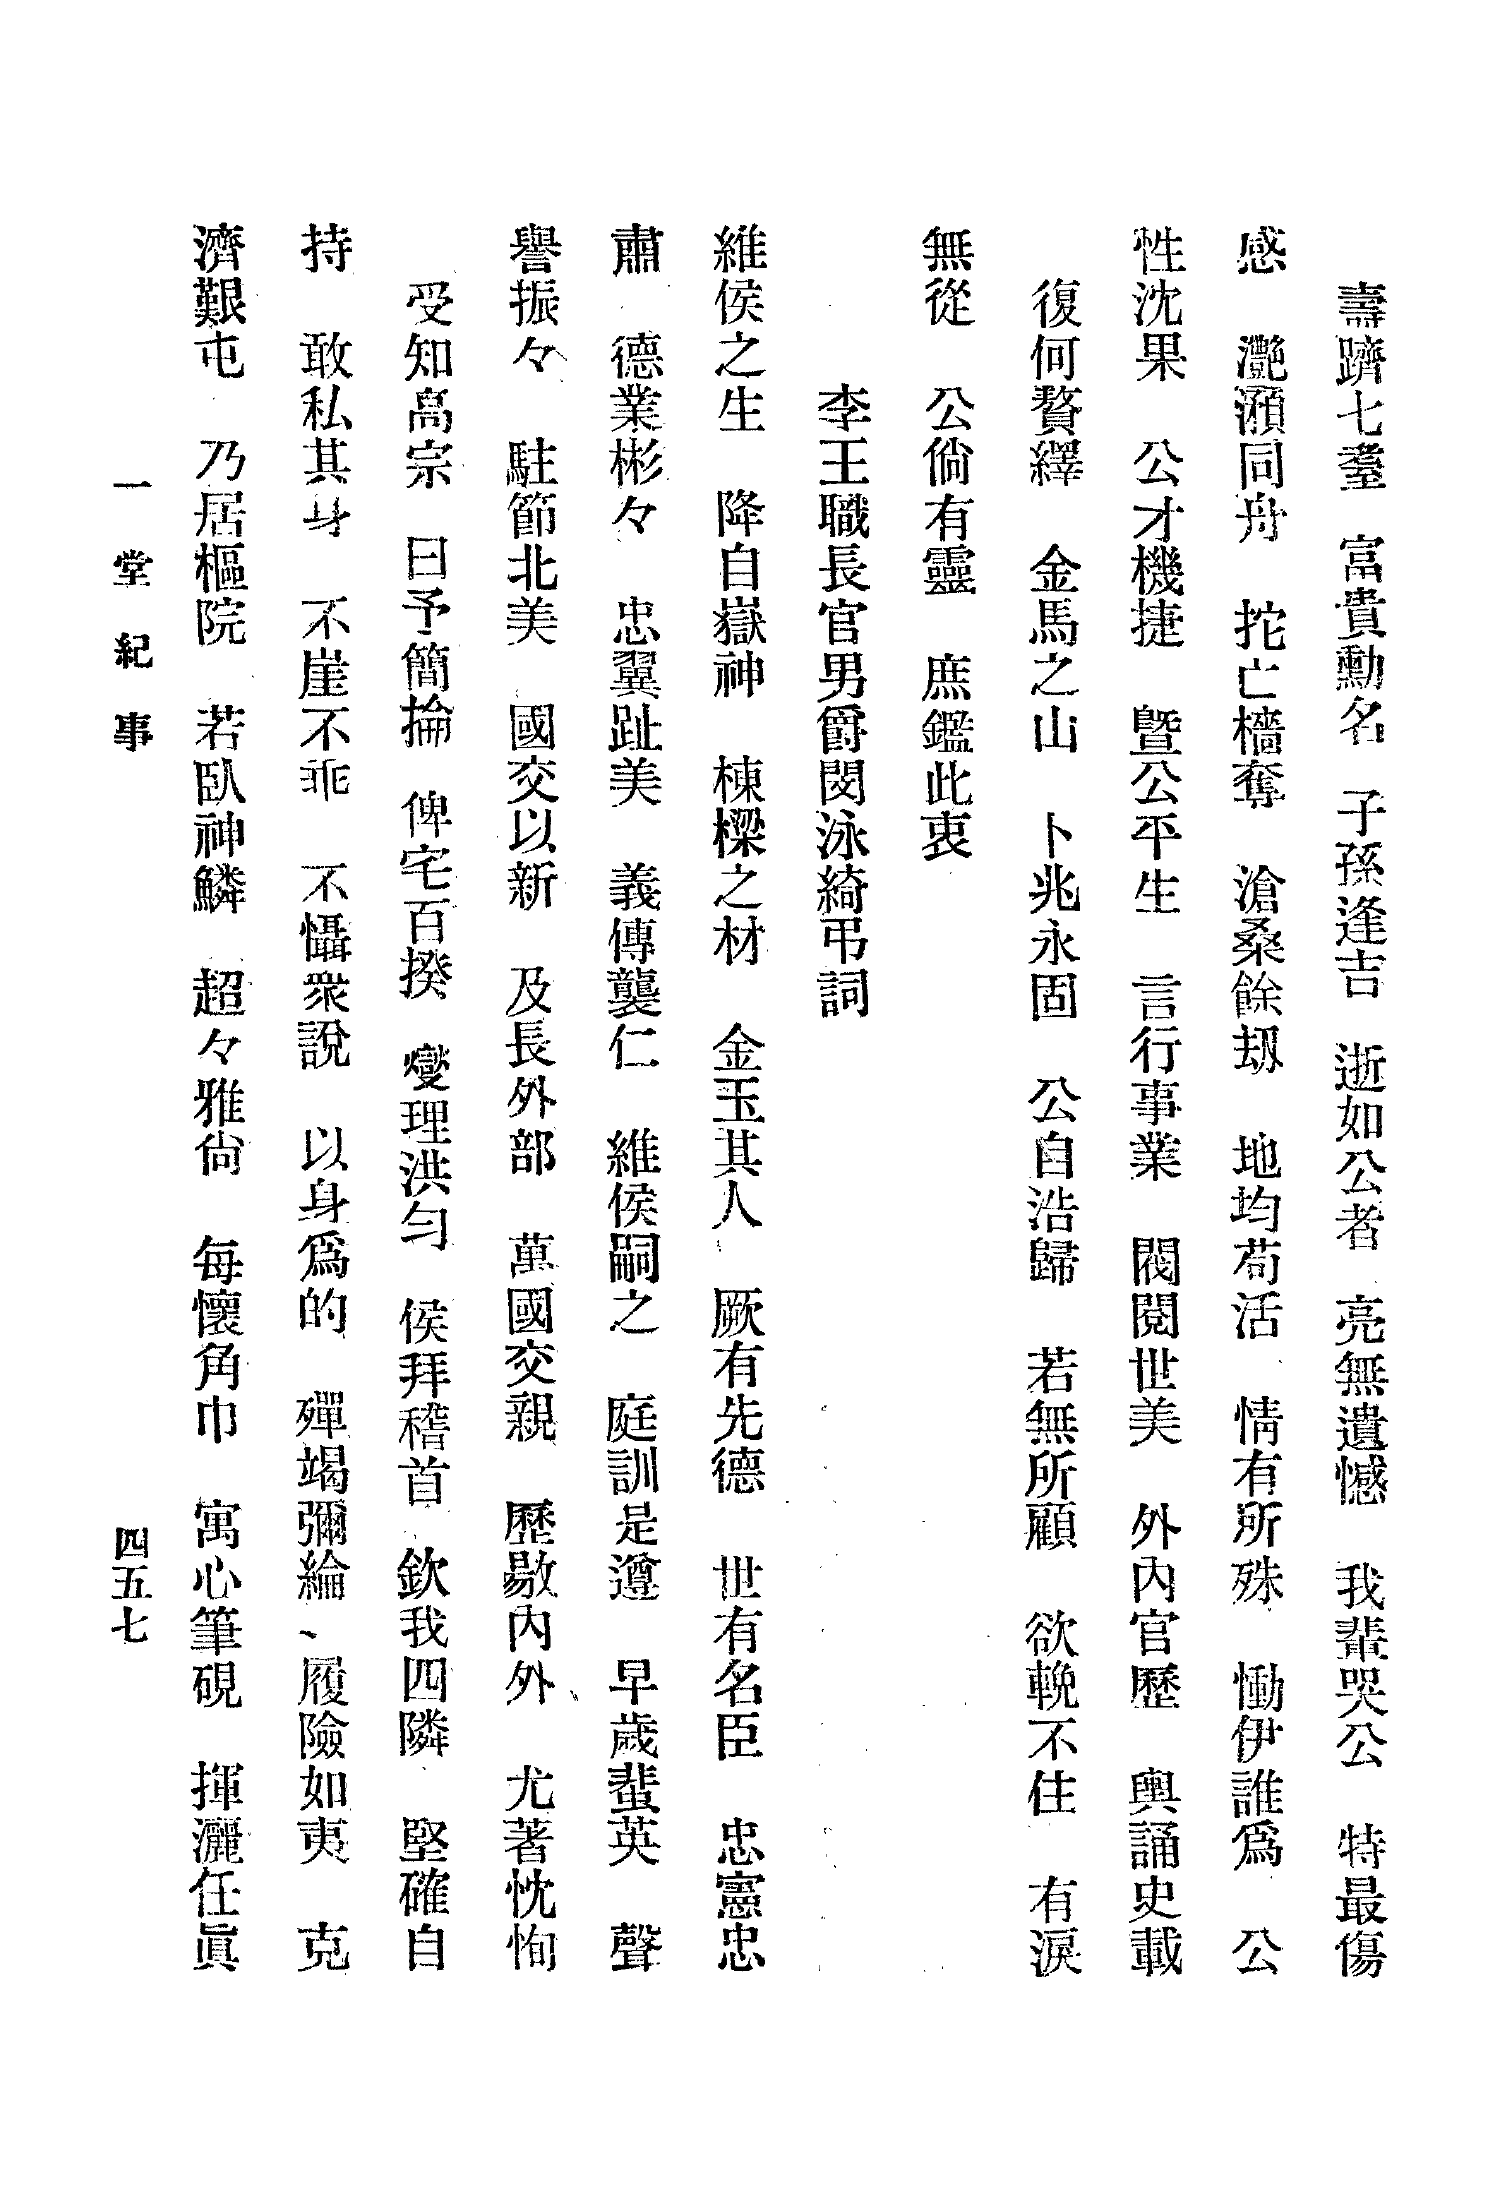 壽躋七耋　富貴勳名　子孫逢吉　逝如公者　亮無遺憾　我輩哭公　特最傷
感　灔澦同舟　拕亡檣奪　滄桑餘刼　地均苟活　情有所殊　慟伊誰爲　公
性沈果　公才機捷　曁公平生　言行事業　閥閱世美　外內官歷　輿誦史載
復何贅繹　金馬之山　卜兆永固　公自浩歸　若無所顧　欲輓不住　有淚
無從　公倘有靈　庶鑑此衷
李王職長官男爵閔泳綺弔詞
維侯之生　降自嶽神　棟樑之材　金玉其人　厥有先德　世有名臣　忠憲忠
肅　德業彬々　忠翼趾美　義傳襲仁　維侯嗣之　庭訓是遵　早歲蜚英　聲
譽振々　駐節北美　國交以新　及長外部　萬國交親　歷敭內外　尤著忱恂
受知高宗　曰予簡掄　俾宅百揆　燮理洪匀　侯拜稽首　欽我四隣　堅確自
持　敢私其身　不崖不乖　不懾衆說　以身爲的　殫竭彌綸、履險如夷　克
濟艱屯　乃居樞院　若臥神鱗　超々雅尙　每懷角巾　寓心筆硯　揮灑任眞
一堂紀事　四五七